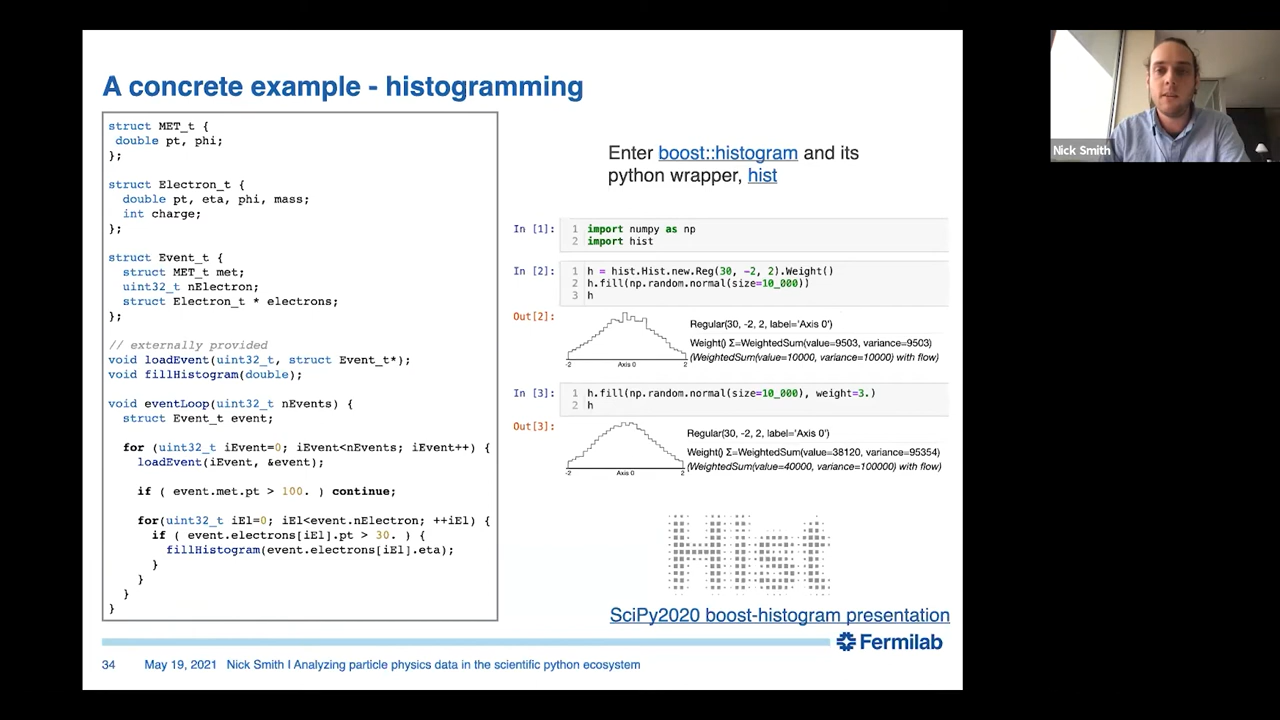 A concrete example - histogramming
struct MET_t {
double pt, phi;
};
struct Electron_t {
double pt, eta, phi, mass;
int charge;
};
struct Event_t {
struct MET_t met;
uint32_t nElectron;
struct Electron_t * electrons;
};
// externally provided
void loadEvent(uint32_t, struct Event_t*);
void fillHistogram(double);
void eventLoop(uint32_t nEvents) {
struct Event_t event;
for (uint32_t iEvent=0; iEvent<nEvents; iEvent++) {
loadEvent(iEvent, &event);
if ( event.met.pt > 100. ) continue;
for(uint32_t iEl=0; iEl<event.nElectron; ++iEl) {
if ( event.electrons[iEl].pt > 30. ) {
fillHistogram(event.electrons[iEl].eta);
}
}
}
}
Enter boost::histogram and its
python wrapper, hist
In [1]:
1 import numpy as np
2 import hist
In [2]:
1 h = hist.Hist.new.Reg(30, -2, 2).Weight()
2 h.fill(np.random.normal(size=10_000))
3 h
Out[2]:
-2 Axis 0 2
Regular(30, -2, 2, label='Axis 0')
Weight() Σ=WeightedSum(value=9503, variance=9503)
(WeightedSum(value=10000, variance=10000) with flow)
In [3]:
1 h.fill(np.random.normal(size=10_000), weight=3.)
2 h
Out[3]:
-2 Axis 0 2
Regular(30, -2, 2, label='Axis 0')
Weight() Σ=WeightedSum(value=38120, variance=95354)
(WeightedSum(value=40000, variance=100000) with flow)
Hist
SciPy2020 boost-histogram presentation
Fermilab
34 May 19, 2021 Nick Smith I Analyzing particle physics data in the scientific python ecosystem
Nick Smith